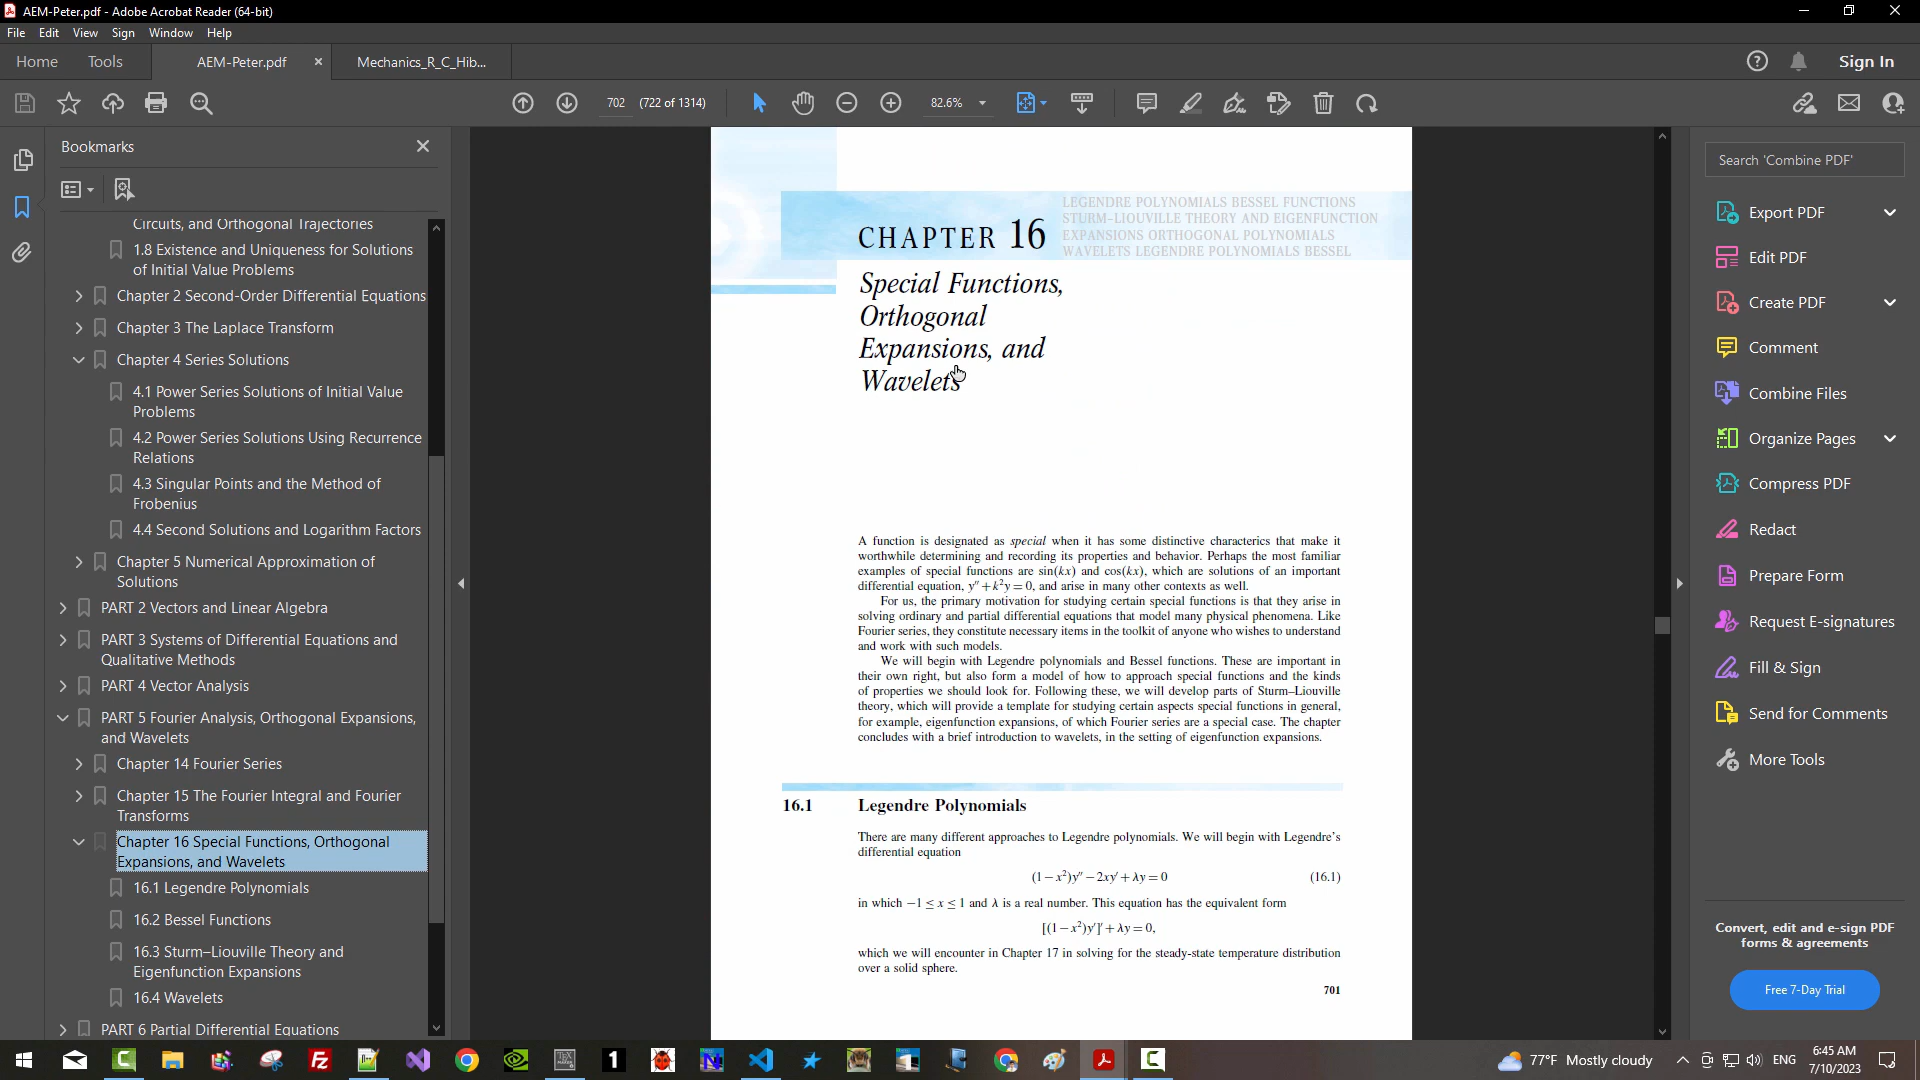 AEM-Peter.pdf - Adobe Acrobat Reader (64-bit)
File Edit View Sign Window Help
Home Tools AEM-Peter.pdf Mechanics_R_C_Hib... Sign In
702 (722 of 1314) 82.6%
Bookmarks
Circuits, and Orthogonal Trajectories
1.8 Existence and Uniqueness for Solutions
of Initial Value Problems
Chapter 2 Second-Order Differential Equations
Chapter 3 The Laplace Transform
Chapter 4 Series Solutions
4.1 Power Series Solutions of Initial Value
Problems
4.2 Power Series Solutions Using Recurrence
Relations
4.3 Singular Points and the Method of
Frobenius
4.4 Second Solutions and Logarithm Factors
Chapter 5 Numerical Approximation of
Solutions
PART 2 Vectors and Linear Algebra
PART 3 Systems of Differential Equations and
Qualitative Methods
PART 4 Vector Analysis
PART 5 Fourier Analysis, Orthogonal Expansions,
and Wavelets
Chapter 14 Fourier Series
Chapter 15 The Fourier Integral and Fourier
Transforms
Chapter 16 Special Functions, Orthogonal
Expansions, and Wavelets
16.1 Legendre Polynomials
16.2 Bessel Functions
16.3 Sturm–Liouville Theory and
Eigenfunction Expansions
16.4 Wavelets
PART 6 Partial Differential Equations
LEGENDRE POLYNOMIALS BESSEL FUNCTIONS
STURM–LIOUVILLE THEORY AND EIGENFUNCTION
EXPANSIONS ORTHOGONAL POLYNOMIALS
WAVELETS LEGENDRE POLYNOMIALS BESSEL
CHAPTER 16
Special Functions,
Orthogonal
Expansions, and
Wavelets
A function is designated as special when it has some distinctive characterics that make it
worthwhile determining and recording its properties and behavior. Perhaps the most familiar
examples of special functions are sin(kx) and cos(kx), which are solutions of an important
differential equation, y″ + k²y = 0, and arise in many other contexts as well.
For us, the primary motivation for studying certain special functions is that they arise in
solving ordinary and partial differential equations that model many physical phenomena. Like
Fourier series, they constitute necessary items in the toolkit of anyone who wishes to understand
and work with such models.
We will begin with Legendre polynomials and Bessel functions. These are important in
their own right, but also form a model of how to approach special functions and the kinds
of properties we should look for. Following these, we will develop parts of Sturm–Liouville
theory, which will provide a template for studying certain aspects special functions in general,
for example, eigenfunction expansions, of which Fourier series are a special case. The chapter
concludes with a brief introduction to wavelets, in the setting of eigenfunction expansions.
16.1 Legendre Polynomials
There are many different approaches to Legendre polynomials. We will begin with Legendre's
differential equation
(1 − x²)y″ − 2xy′ + λy = 0 (16.1)
in which −1 ≤ x ≤ 1 and λ is a real number. This equation has the equivalent form
[(1 − x²)y′]′ + λy = 0,
which we will encounter in Chapter 17 in solving for the steady-state temperature distribution
over a solid sphere.
701
Search 'Combine PDF'
Export PDF
Edit PDF
Create PDF
Comment
Combine Files
Organize Pages
Compress PDF
Redact
Prepare Form
Request E-signatures
Fill & Sign
Send for Comments
More Tools
Convert, edit and e-sign PDF
forms & agreements
Free 7-Day Trial
77°F Mostly cloudy
ENG
6:45 AM
7/10/2023